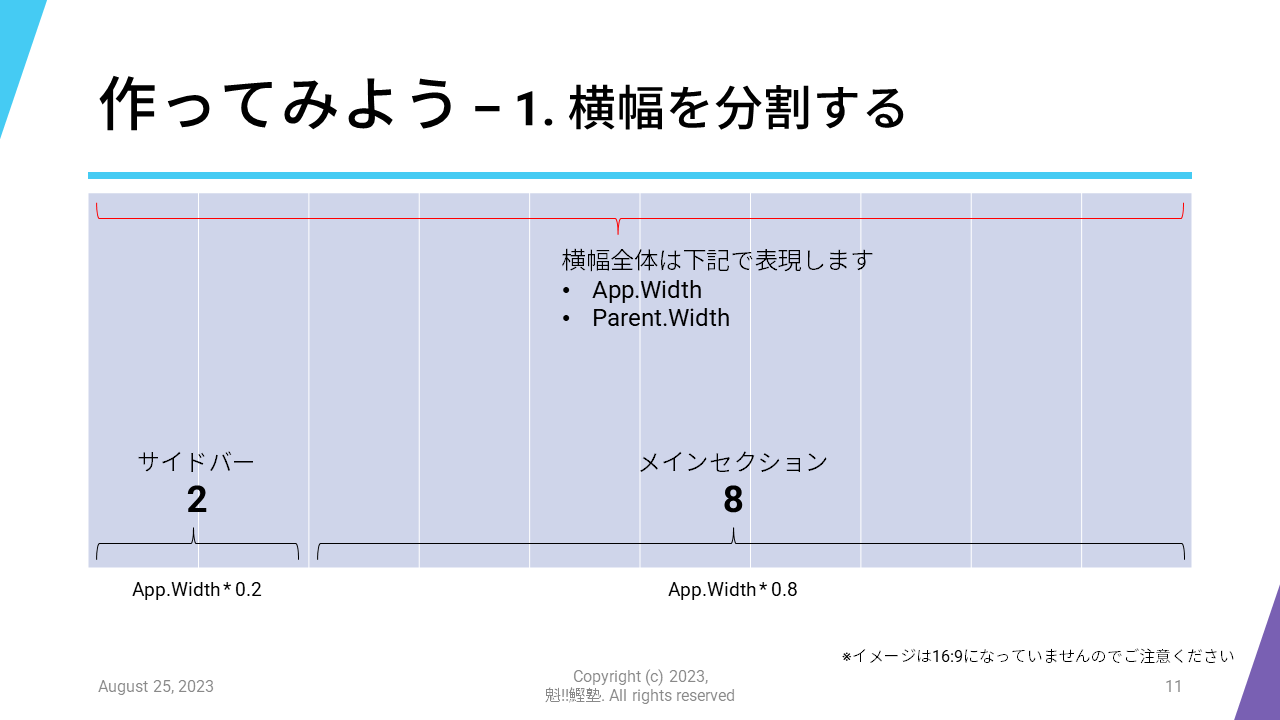 作ってみよう – 1. 横幅を分割する
横幅全体は下記で表現します
• App.Width
• Parent.Width
サイドバー
2
メインセクション
8
App.Width * 0.2
App.Width * 0.8
※イメージは16:9になっていませんのでご注意ください
August 25, 2023
Copyright (c) 2023,
魁!!鰹塾. All rights reserved
11